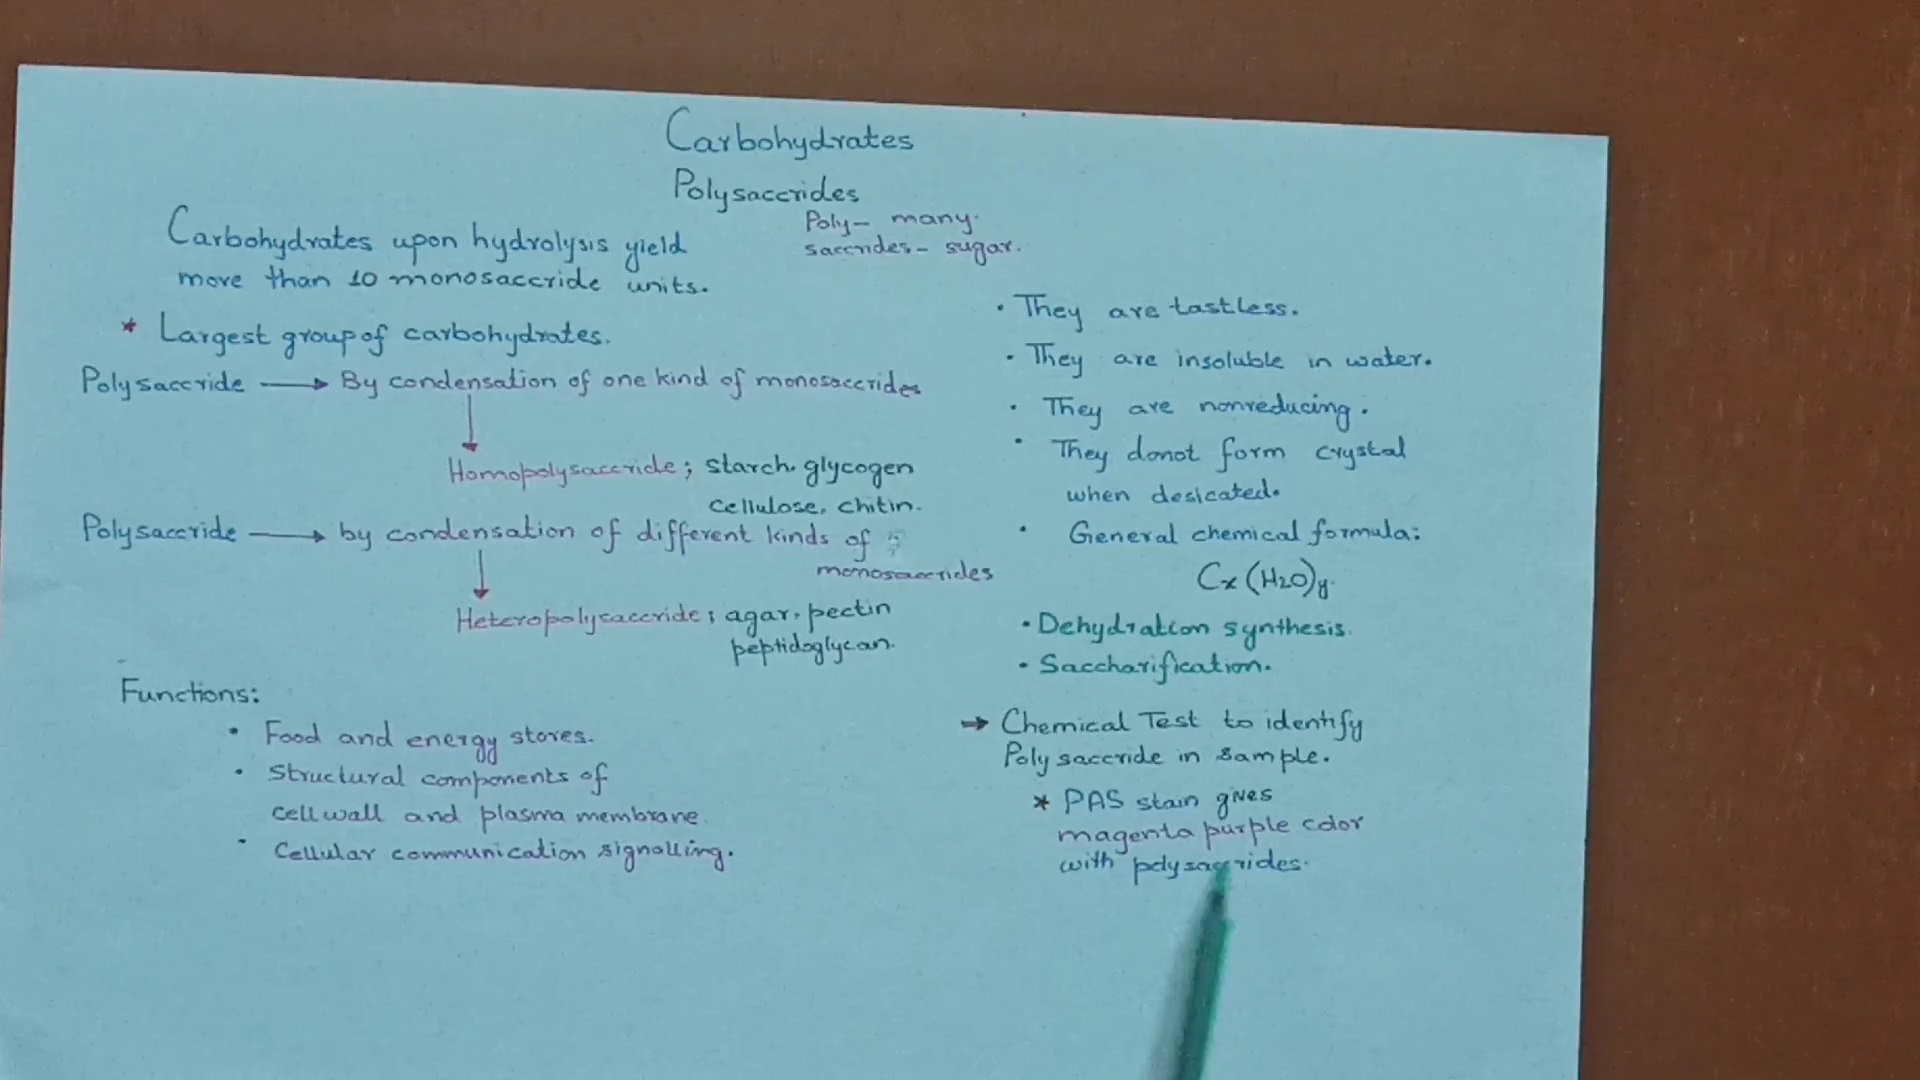 Carbohydrates
Polysaccrides
Poly- many.
saccrides- sugar.
Carbohydrates upon hydrolysis yield
more than 10 monosaccride units.
* Largest group of carbohydrates.
Polysaccride → By condensation of one kind of monosaccrides
Homopolysaccride; starch, glycogen
cellulose, chitin.
Polysaccride → by condensation of different kinds of
monosaccrides
Heteropolysaccride; agar, pectin
peptidoglycan.
Functions:
• Food and energy stores.
• Structural components of
cell wall and plasma membrane.
• Cellular communication signalling.
• They are tastless.
• They are insoluble in water.
• They are nonreducing.
• They donot form crystal
when desicated.
• General chemical formula:
Cx(H2O)y.
• Dehydration synthesis.
• Saccharification.
→ Chemical Test to identify
Polysaccride in sample.
* PAS stain gives
magenta purple color
with polysaccrides.